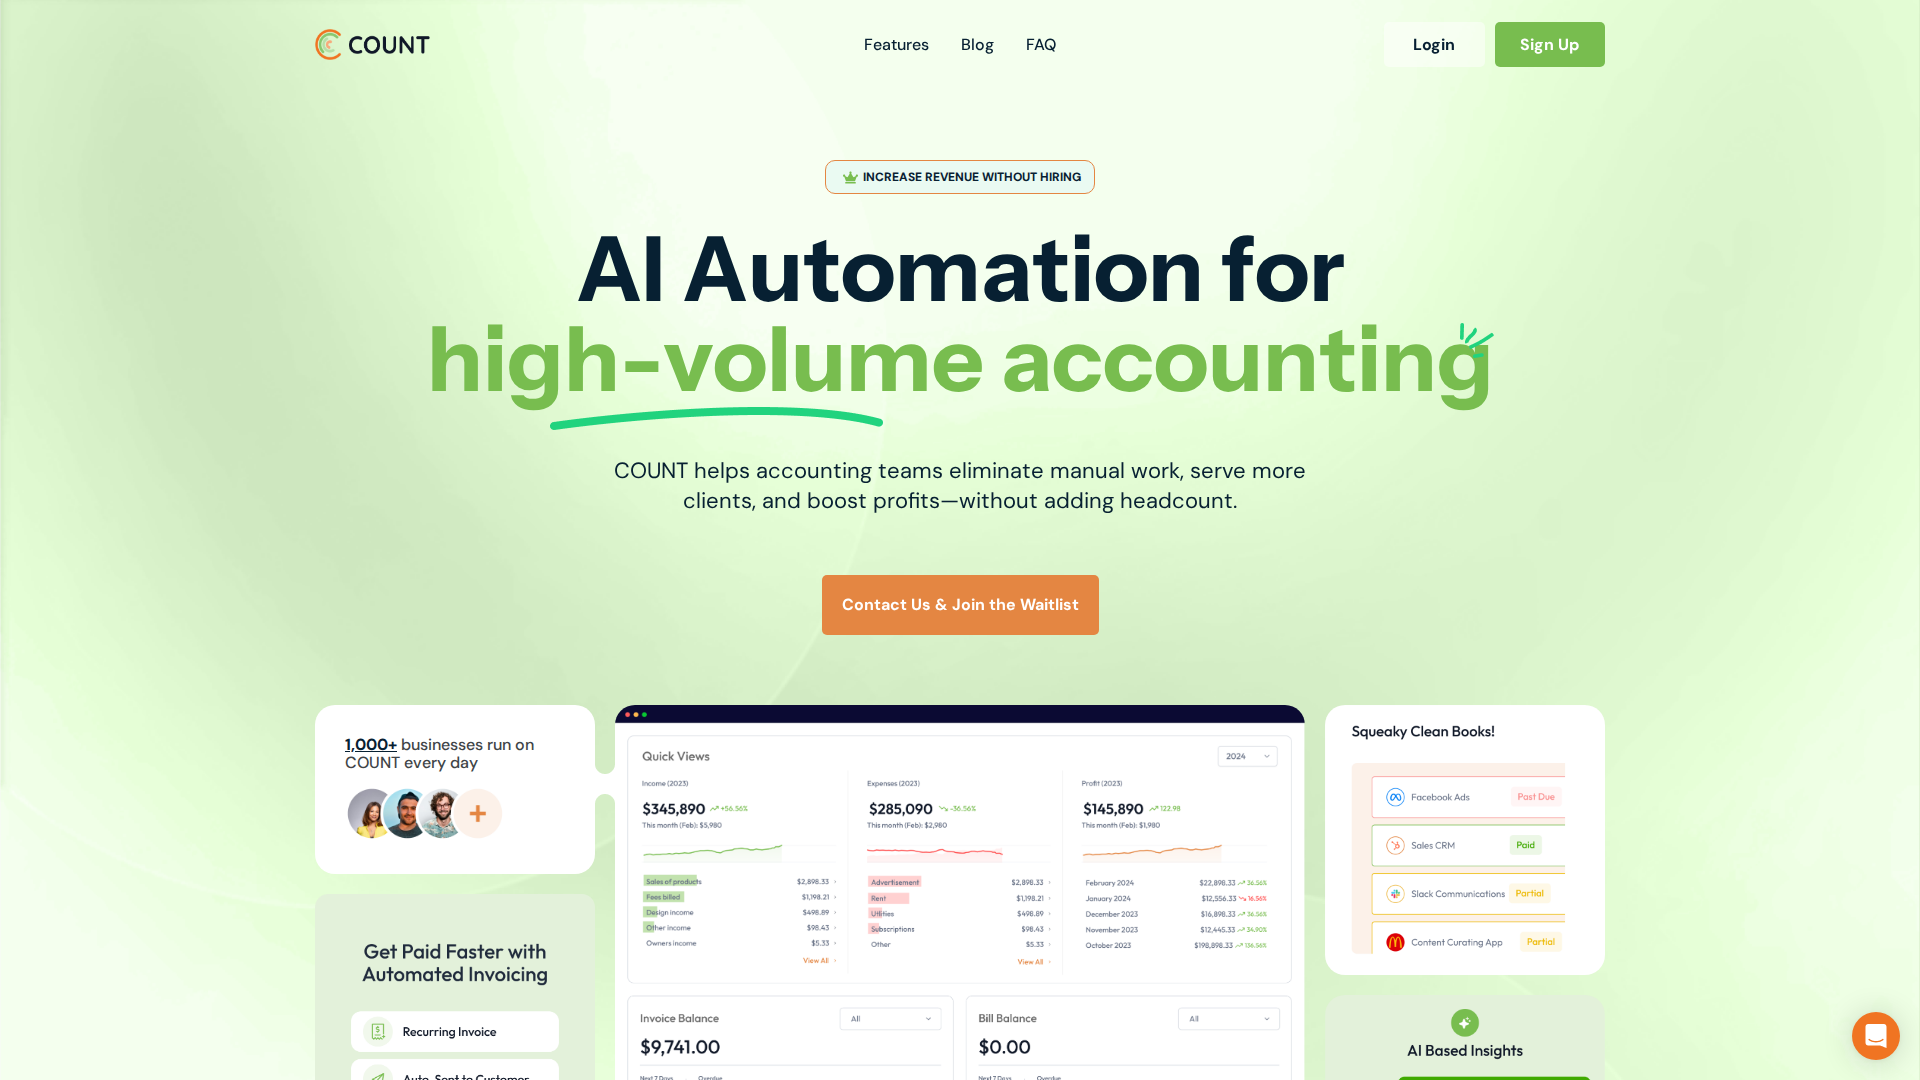 COUNT
Features
Blog
FAQ
Login
Sign Up
INCREASE REVENUE WITHOUT HIRING
AI Automation for
high-volume accounting
COUNT helps accounting teams eliminate manual work, serve more
clients, and boost profits—without adding headcount.
Contact Us & Join the Waitlist
1,000+ businesses run on
COUNT every day
Get Paid Faster with
Automated Invoicing
Recurring Invoice
Auto-Sent to Customer
Quick Views
2024
Income (2023)
$345,890 +56.56%
This month (Feb): $5,980
Sales of products $2,898.33
Fees billed $1,198.21
Design income $498.89
Other income $98.43
Owners income $5.33
View All
Expenses (2023)
$285,090 -36.56%
This month (Feb): $2,980
Advertisement $2,898.33
Rent $1,198.21
Utilities $498.89
Subscriptions $98.43
Other $5.33
View All
Profit (2023)
$145,890 122.98
This month (Feb): $1,980
February 2024 $22,898.33 36.56%
January 2024 $12,556.33 16.56%
December 2023 $16,898.33 36.56%
November 2023 $12,445.33 34.90%
October 2023 $198,898.33 136.56%
Invoice Balance
All
$9,741.00
Next 7 Days
Overdue
Bill Balance
All
$0.00
Next 7 Days
Overdue
Squeaky Clean Books!
Facebook Ads Past Due
Sales CRM Paid
Slack Communications Partial
Content Curating App Partial
AI Based Insights